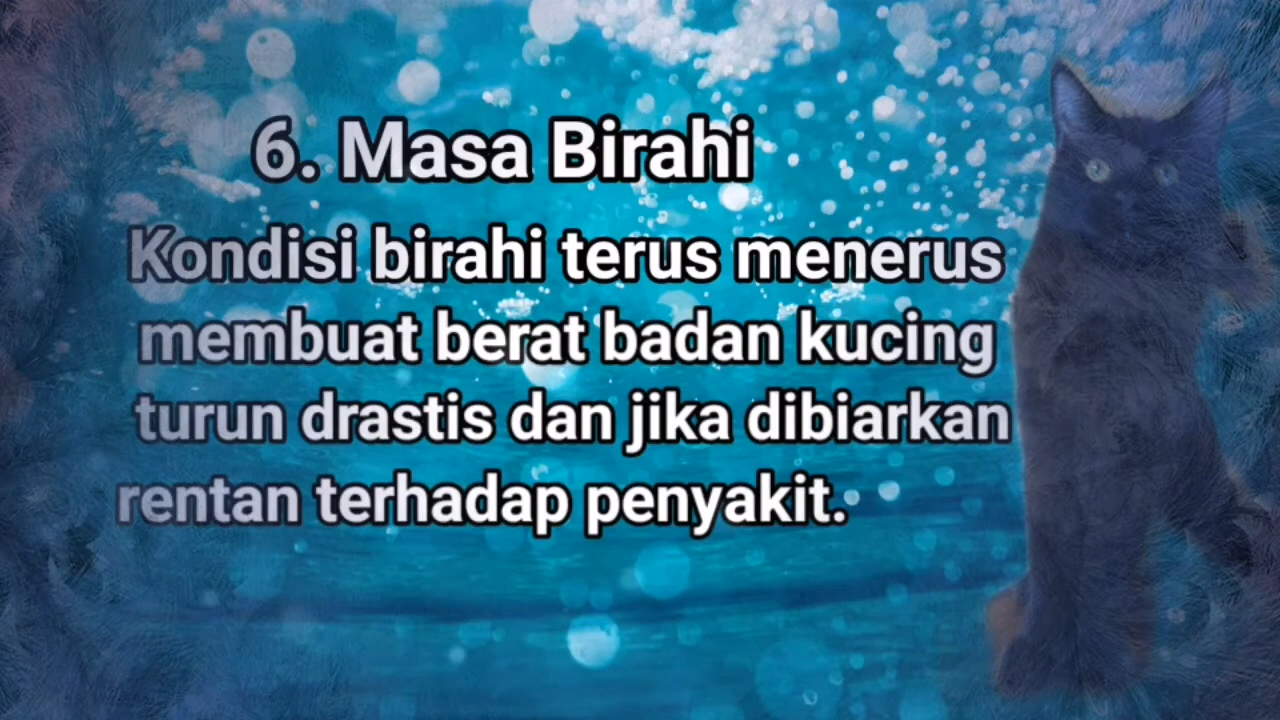 6. Masa Birahi
Kondisi birahi terus menerus
membuat berat badan kucing
turun drastis dan jika dibiarkan
rentan terhadap penyakit.